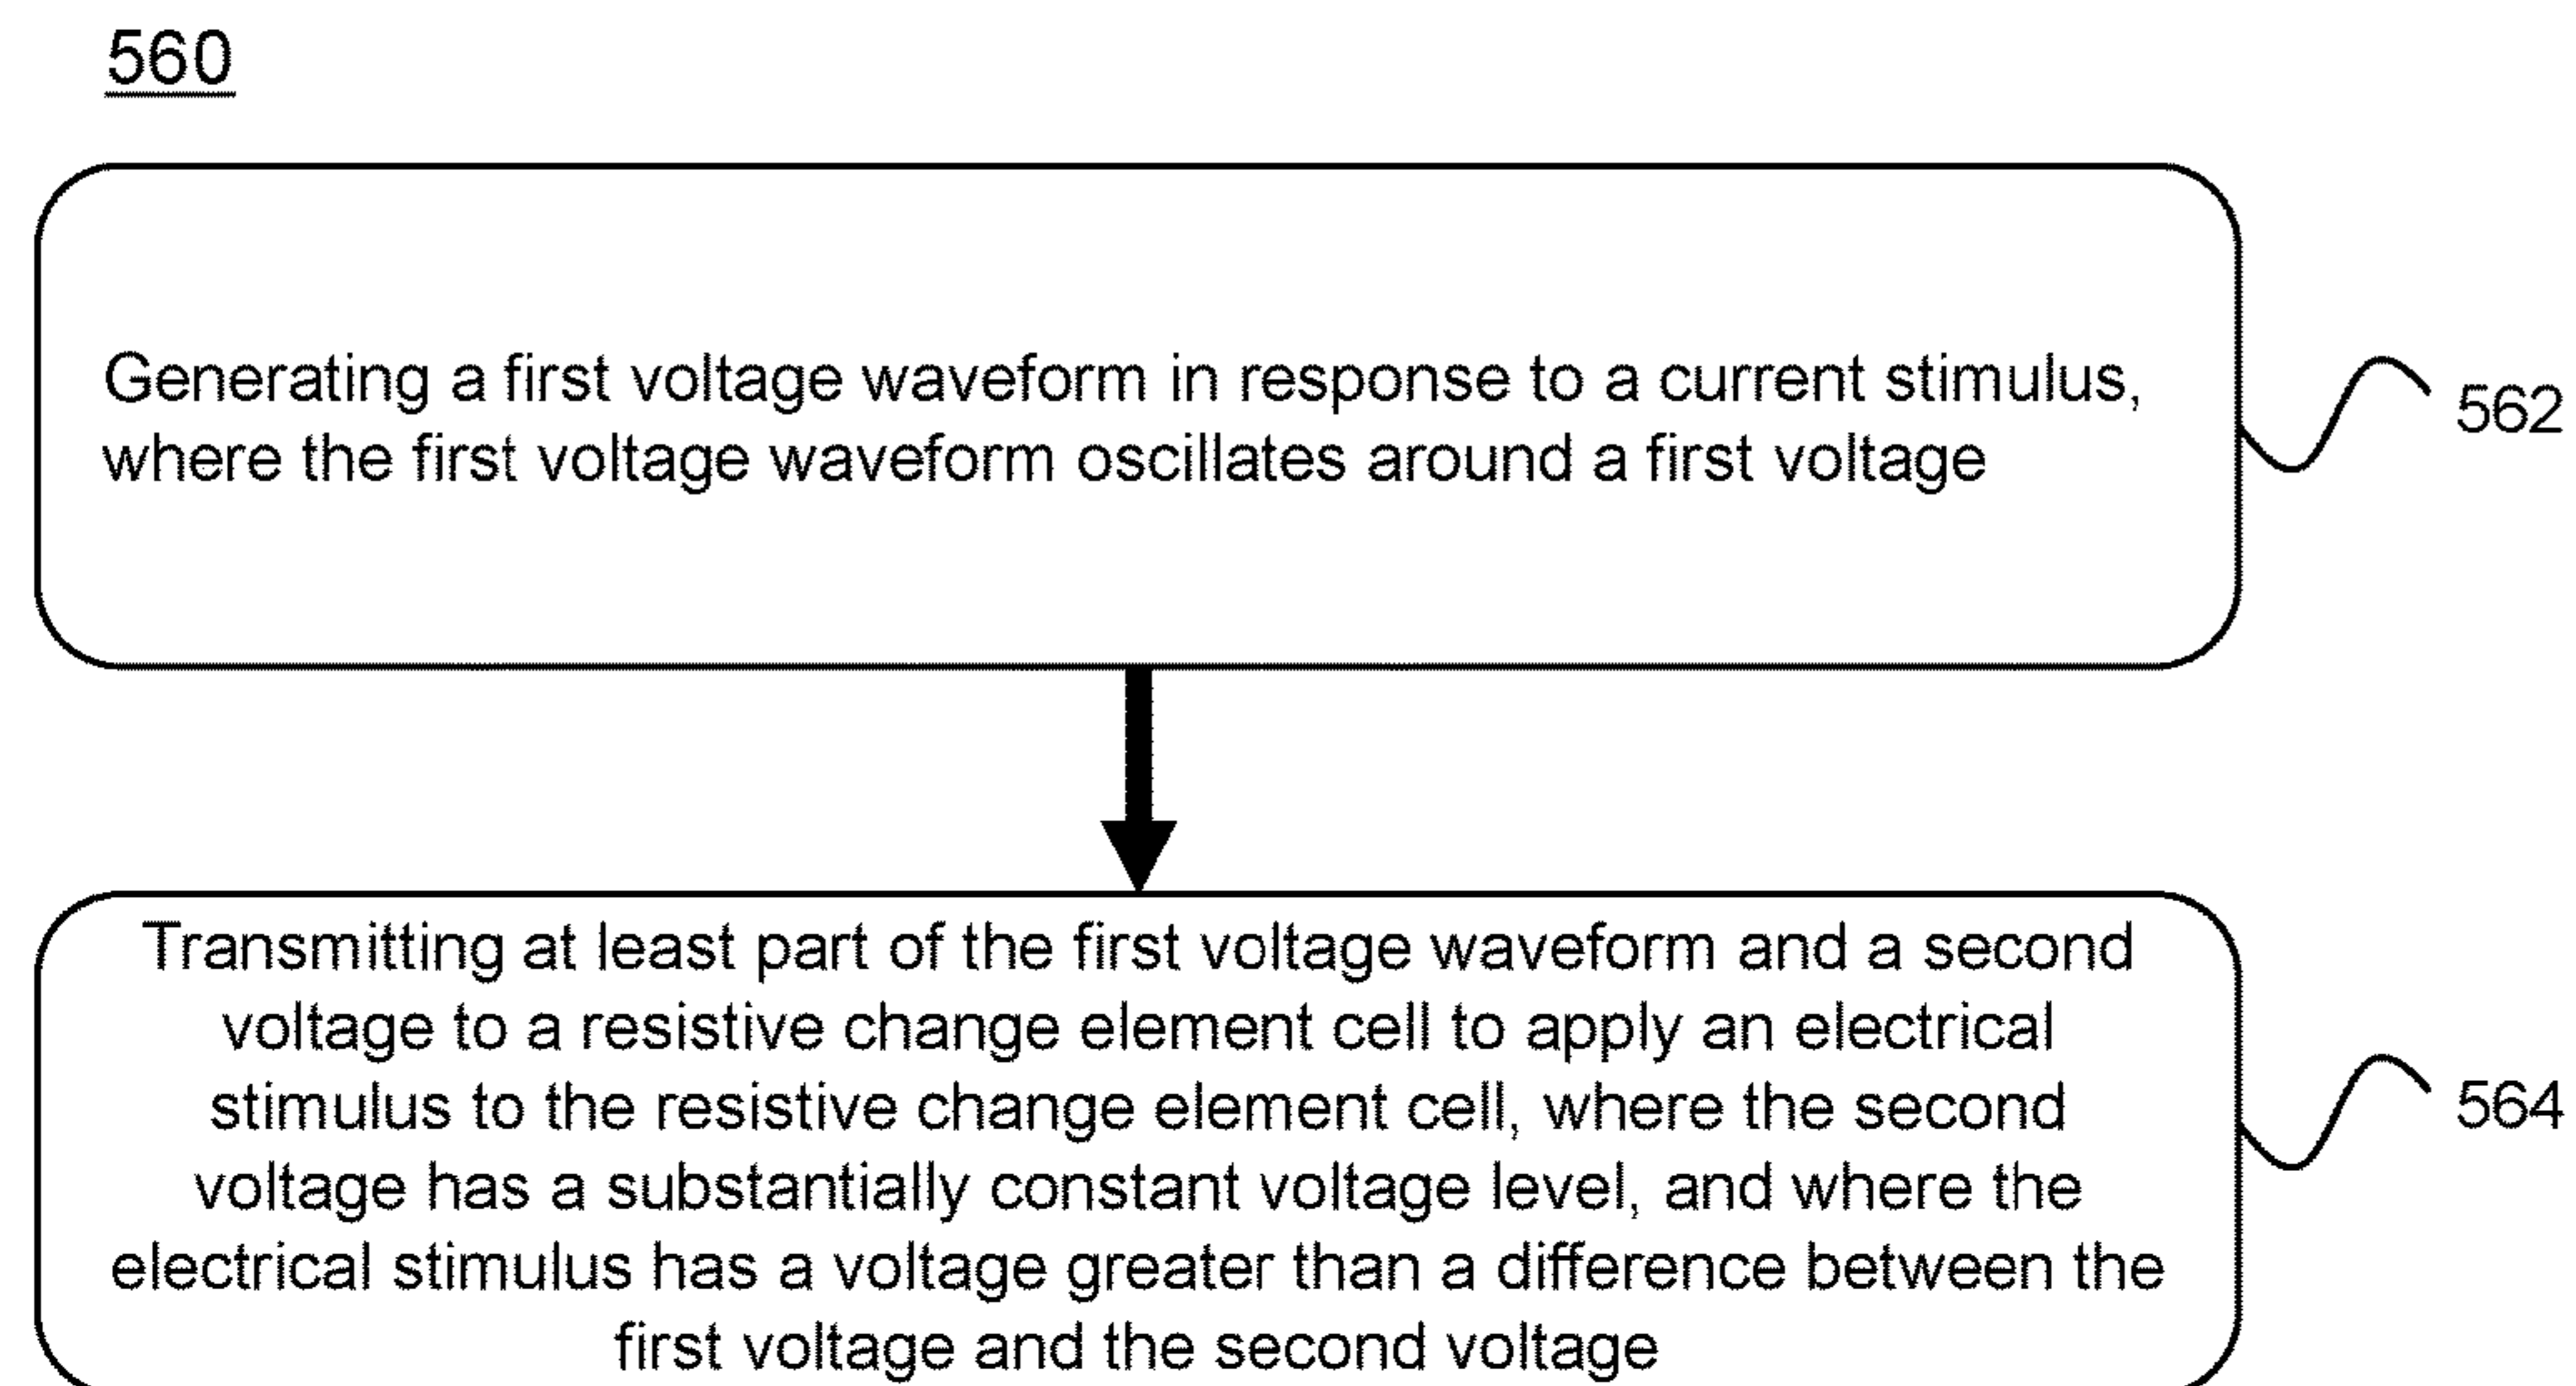 560
Generating a first voltage waveform in response to a current stimulus,
where the first voltage waveform oscillates around a first voltage
562
Transmitting at least part of the first voltage waveform and a second
voltage to a resistive change element cell to apply an electrical
stimulus to the resistive change element cell, where the second
voltage has a substantially constant voltage level, and where the
electrical stimulus has a voltage greater than a difference between the
first voltage and the second voltage
564